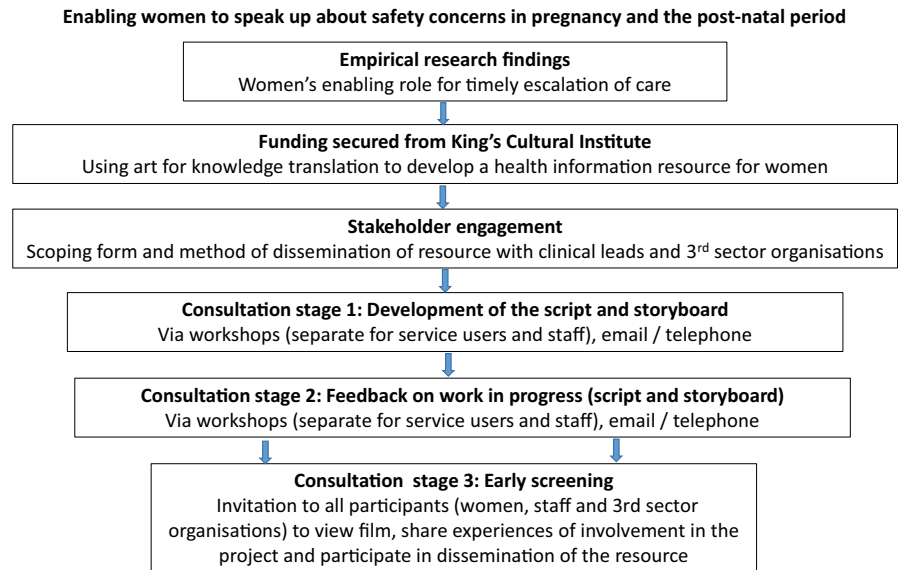 Enabling women to speak up about safety concerns in pregnancy and the post-natal period
Empirical research findings
Women's enabling role for timely escalation of care
Funding secured from King's Cultural Institute
Using art for knowledge translation to develop a health information resource for women
Stakeholder engagement
Scoping form and method of dissemination of resource with clinical leads and 3rd sector organisations
Consultation stage 1: Development of the script and storyboard
Via workshops (separate for service users and staff), email / telephone
Consultation stage 2: Feedback on work in progress (script and storyboard)
Via workshops (separate for service users and staff), email / telephone
Consultation  stage 3: Early screening
Invitation to all participants (women, staff and 3rd sector
organisations) to view film, share experiences of involvement in the
project and participate in dissemination of the resource